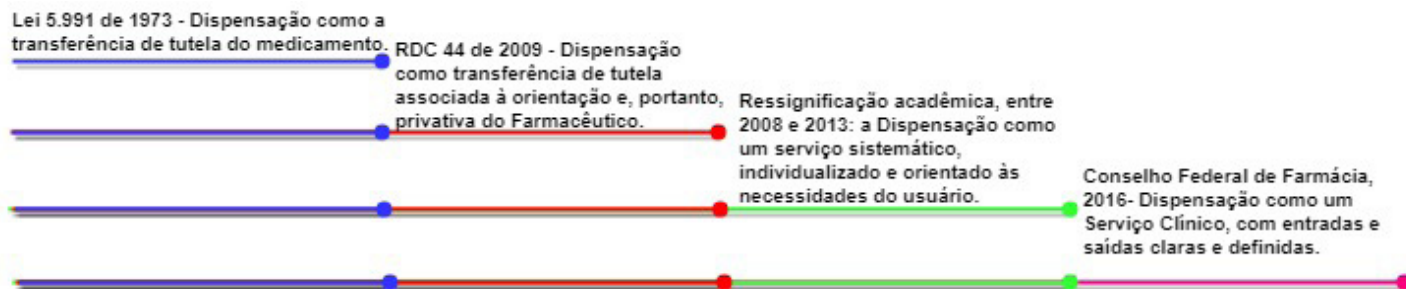 Lei 5.991 de 1973 - Dispensação como a
transferência de tutela do medicamento.
RDC 44 de 2009 - Dispensação
como transferência de tutela
associada à orientação e, portanto,
privativa do Farmacêutico.
Ressignificação acadêmica, entre
2008 e 2013: a Dispensação como
um serviço sistemático,
individualizado e orientado às
necessidades do usuário.
Conselho Federal de Farmácia,
2016- Dispensação como um
Serviço Clínico, com entradas e
saídas claras e definidas.